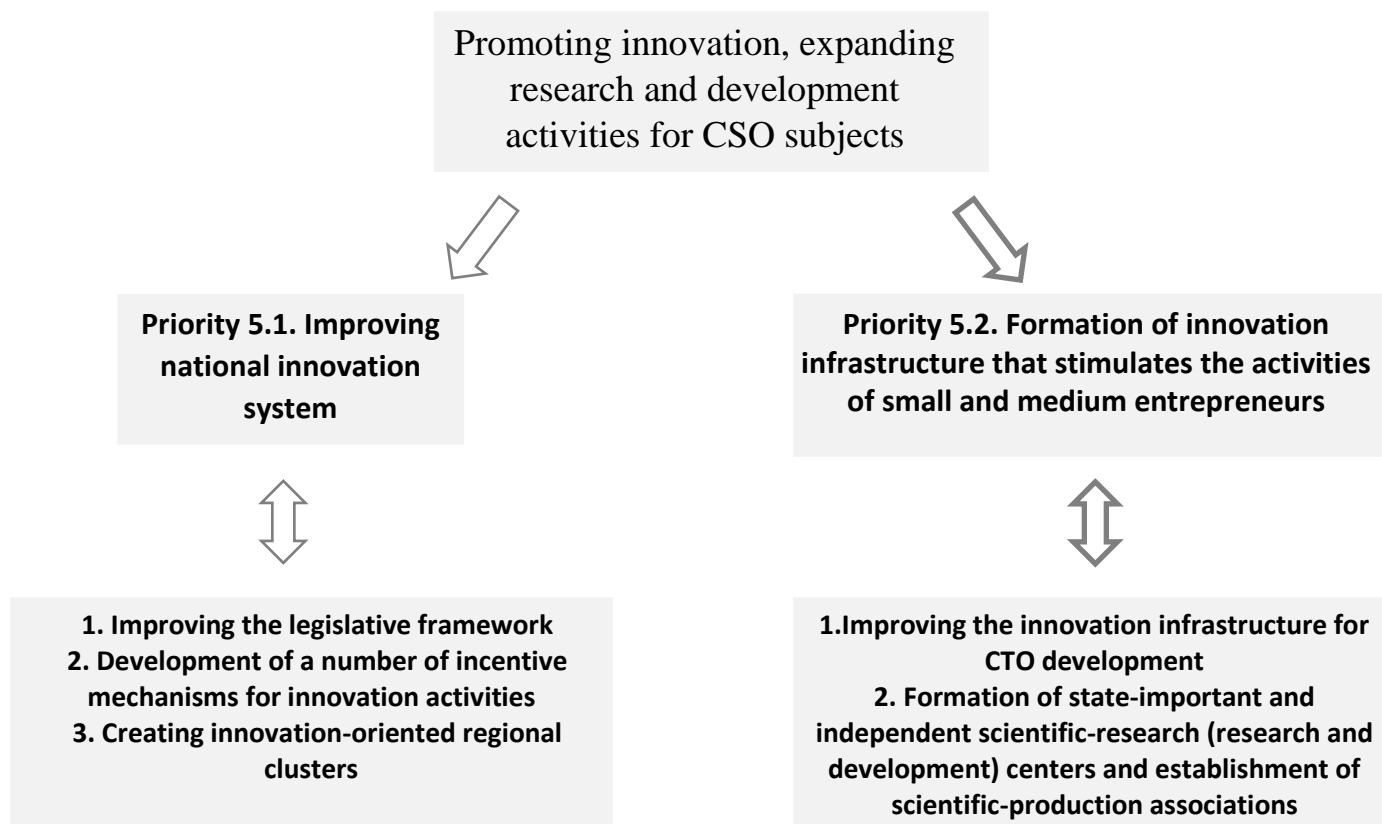 Promoting innovation, expanding
research and development
activities for CSO subjects
Priority 5.1. Improving
national innovation
system
Priority 5.2. Formation of innovation
infrastructure that stimulates the activities
of small and medium entrepreneurs
1. Improving the legislative framework
2. Development of a number of incentive
mechanisms for innovation activities
3. Creating innovation-oriented regional
clusters
1.Improving the innovation infrastructure for
CTO development
2. Formation of state-important and
independent scientific-research (research and
development) centers and establishment of
scientific-production associations